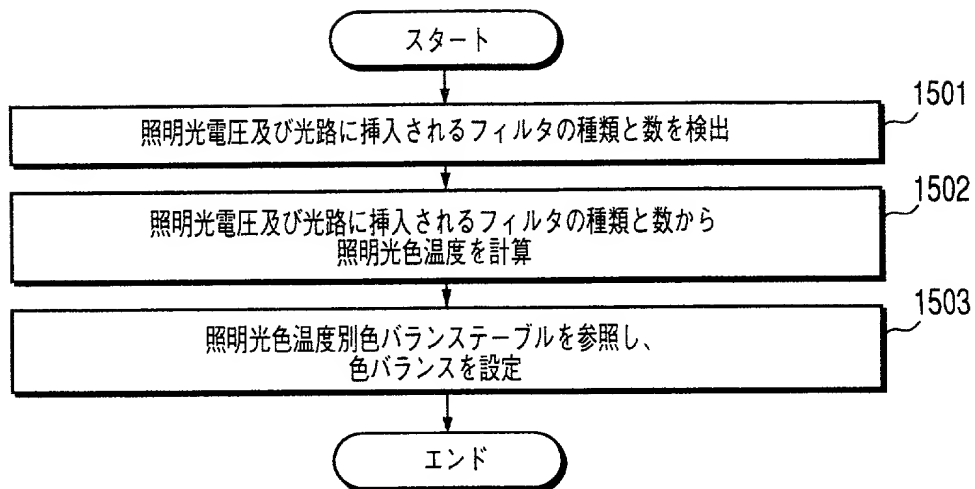 スタート
1501
照明光電圧及び光路に挿入されるフィルタの種類と数を検出
1502
照明光電圧及び光路に挿入されるフィルタの種類と数から
照明光色温度を計算
1503
照明光色温度別色バランステーブルを参照し、
色バランスを設定
エンド